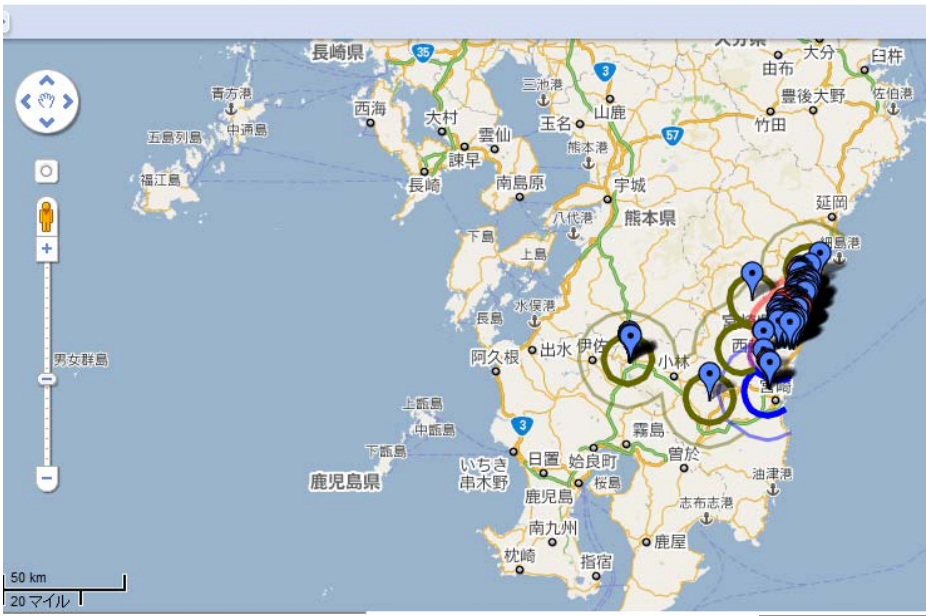 長崎県
35
3
大分
臼杵
由布
三池港
山鹿
豊後大野
佐伯港
青方港
西海
大村
玉名
竹田
57
五島列島
中通島
雲仙
諫早
熊本港
福江島
長崎
南島原
宇城
延岡
八代港
熊本県
下島
上島
細島港
水俣港
長島
男女群島
阿久根
出水
伊佐
小林
西
宮崎
上甑島
中甑島
3
霧島
下甑島
いちき
串木野
日置
姶良町
曽於
鹿児島県
桜島
油津港
鹿児島
志布志港
南九州
鹿屋
枕崎
指宿
50 km
20 マイル